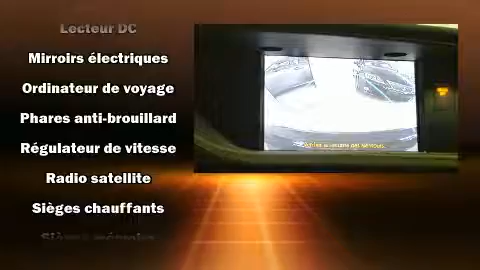 Lecteur DC
Mirroirs électriques
Ordinateur de voyage
Phares anti-brouillard
Régulateur de vitesse
Radio satellite
Sièges chauffants